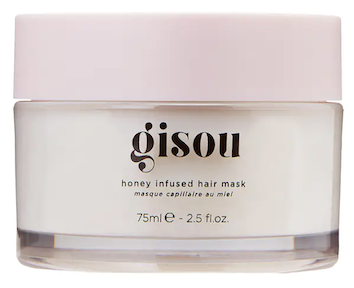 gisou
honey infused hair mask
masque capillaire au miel
75ml ℮ - 2.5 fl.oz.